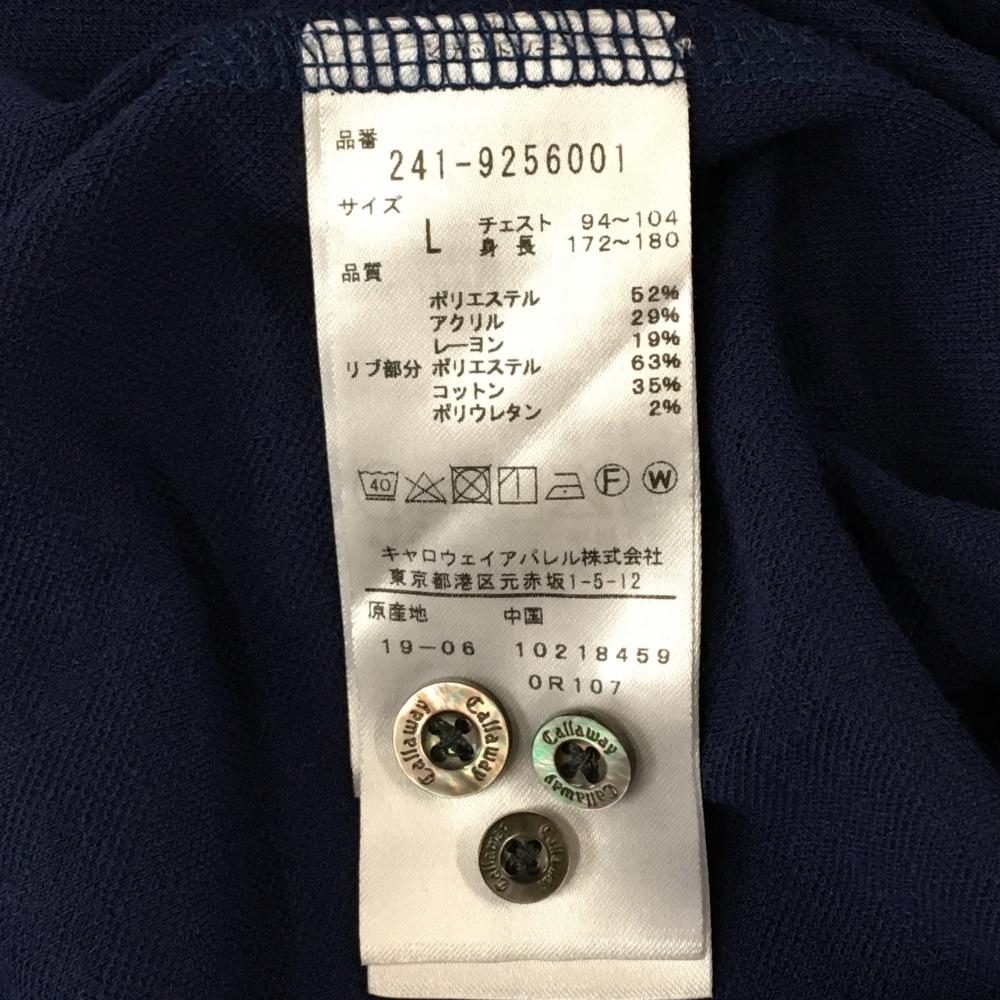 品番
241-9256001
サイズ
L チェスト 94〜104
身長 172〜180
品質
ポリエステル 52%
アクリル 29%
レーヨン 19%
リブ部分 ポリエステル 63%
コットン 35%
ポリウレタン 2%
40 F W
キャロウェイアパレル株式会社
東京都港区元赤坂1-5-12
原産地 中国
19-06 10218459
0R107
Callaway Callaway
Callaway Callaway
Callaway Callaway